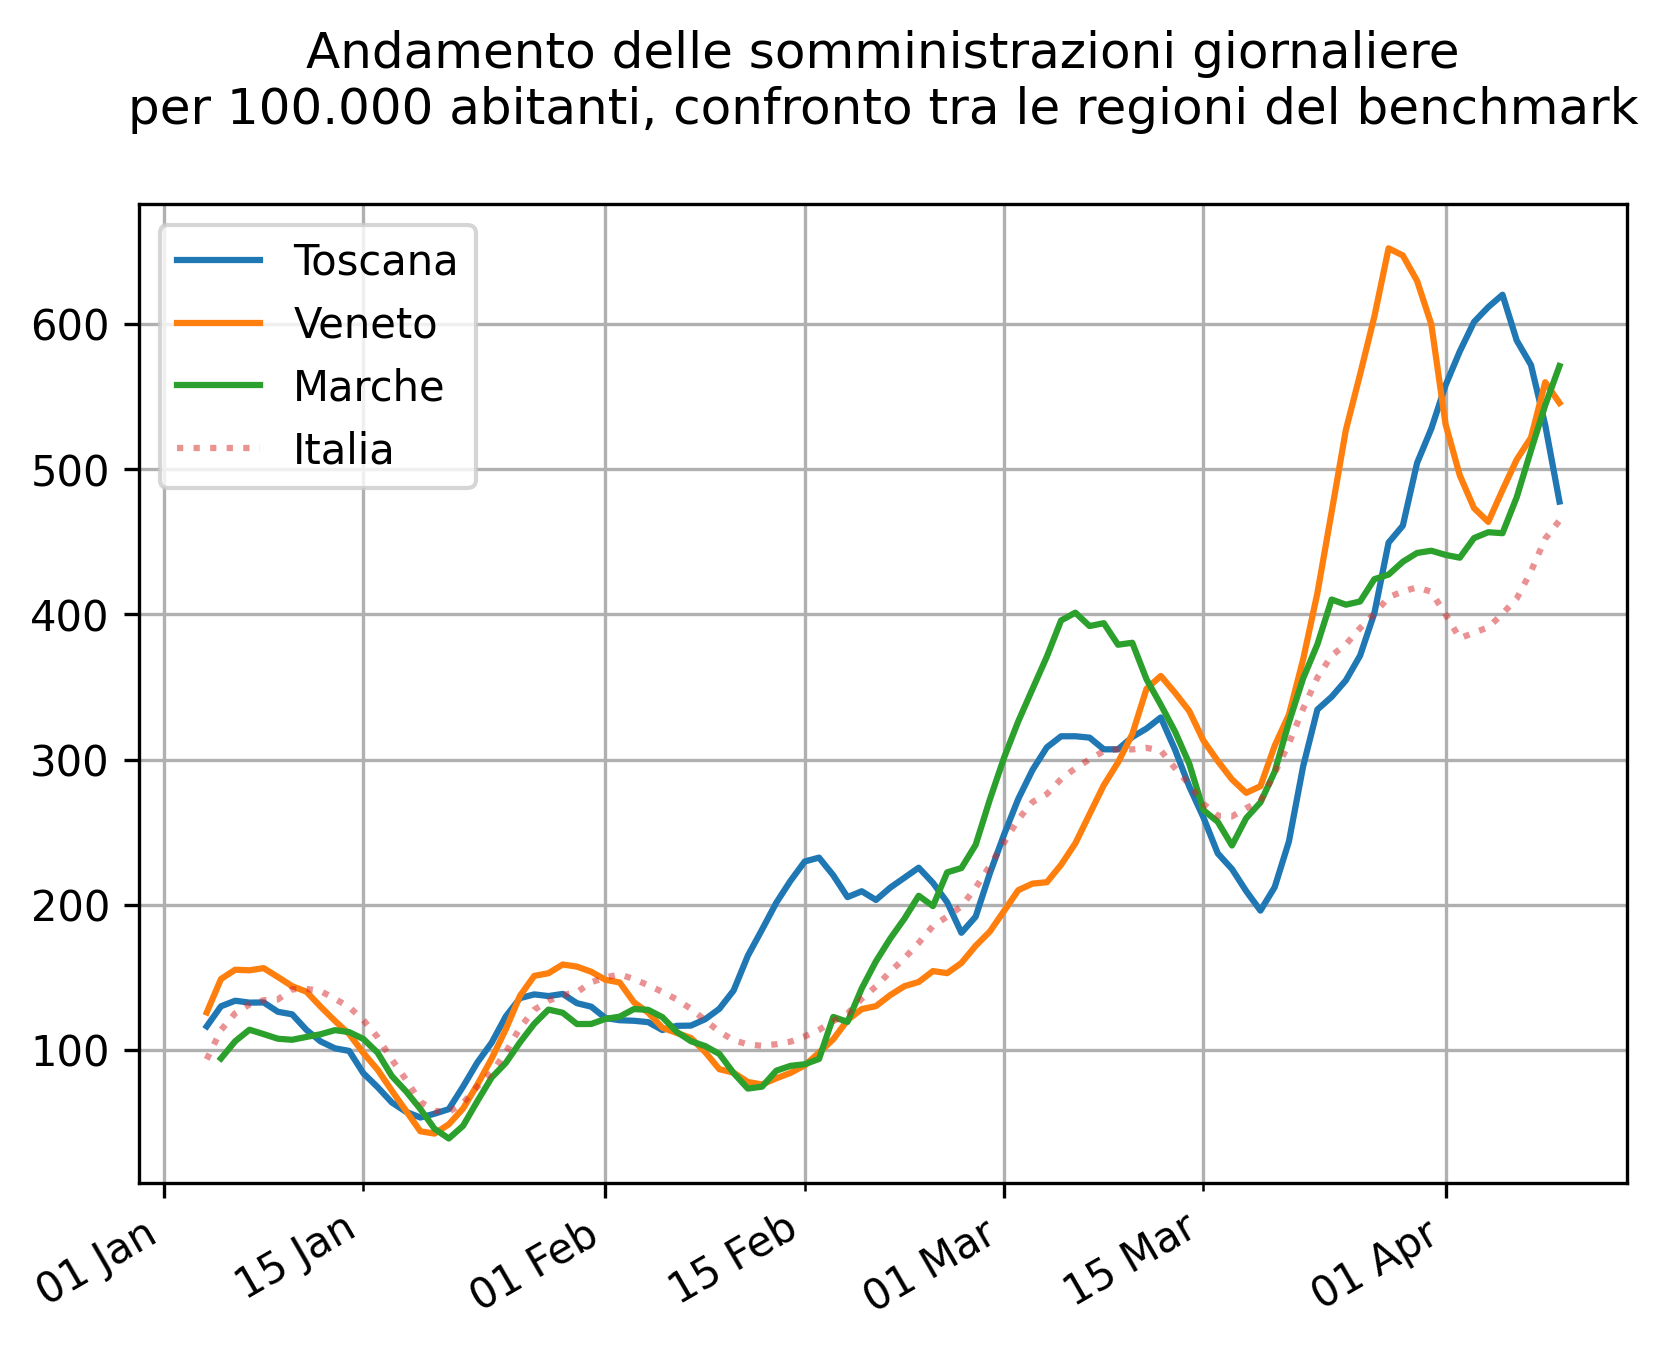 Andamento delle somministrazioni giornaliere
per 100.000 abitanti, confronto tra le regioni del benchmark
Toscana
Veneto
Marche
Italia
600
500
400
300
200
100
01 Jan
15 Jan
01 Feb
15 Feb
01 Mar
15 Mar
01 Apr